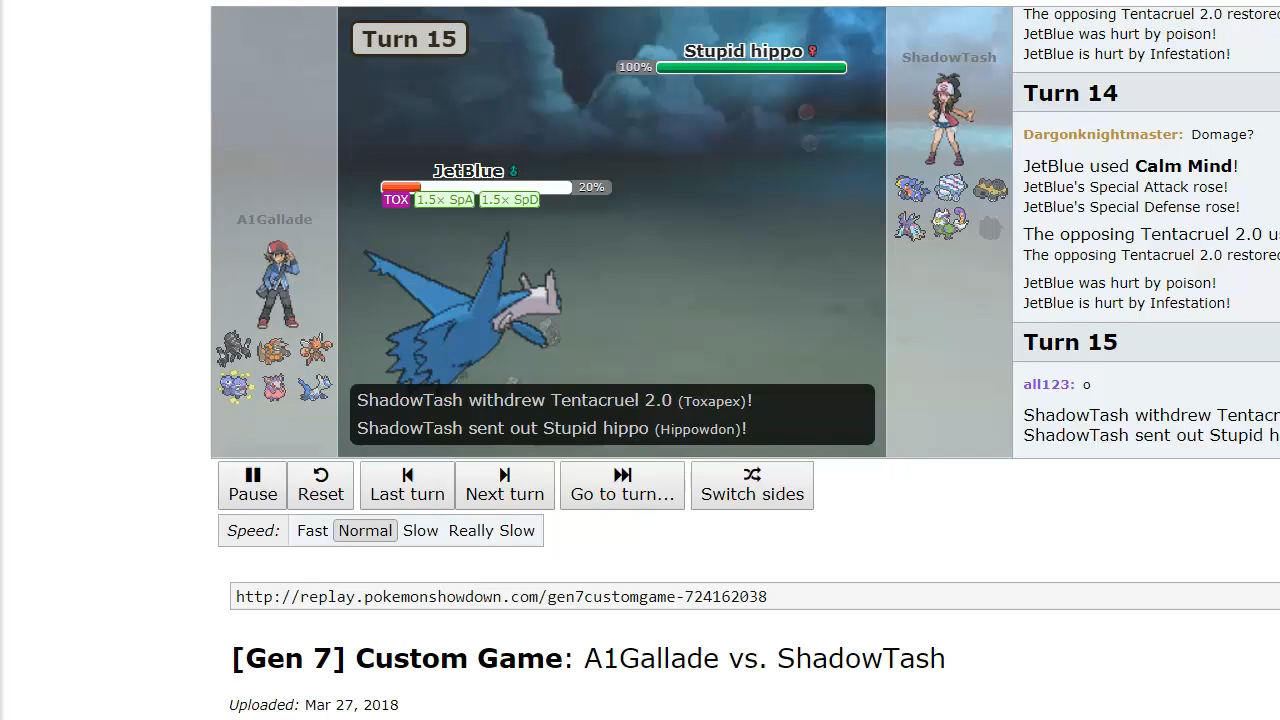 Turn 15
Stupid hippo ♀
100%
JetBlue ♂
20%
TOX 1.5× SpA 1.5× SpD
A1Gallade
ShadowTash
ShadowTash withdrew Tentacruel 2.0 (Toxapex)!
ShadowTash sent out Stupid hippo (Hippowdon)!
The opposing Tentacruel 2.0 restored
JetBlue was hurt by poison!
JetBlue is hurt by Infestation!
Turn 14
Dargonknightmaster: Domage?
JetBlue used Calm Mind!
JetBlue's Special Attack rose!
JetBlue's Special Defense rose!
The opposing Tentacruel 2.0 u
The opposing Tentacruel 2.0 restored
JetBlue was hurt by poison!
JetBlue is hurt by Infestation!
Turn 15
all123: o
ShadowTash withdrew Tentac
ShadowTash sent out Stupid h
Pause Reset Last turn Next turn Go to turn... Switch sides
Speed: Fast Normal Slow Really Slow
http://replay.pokemonshowdown.com/gen7customgame-724162038
[Gen 7] Custom Game: A1Gallade vs. ShadowTash
Uploaded: Mar 27, 2018